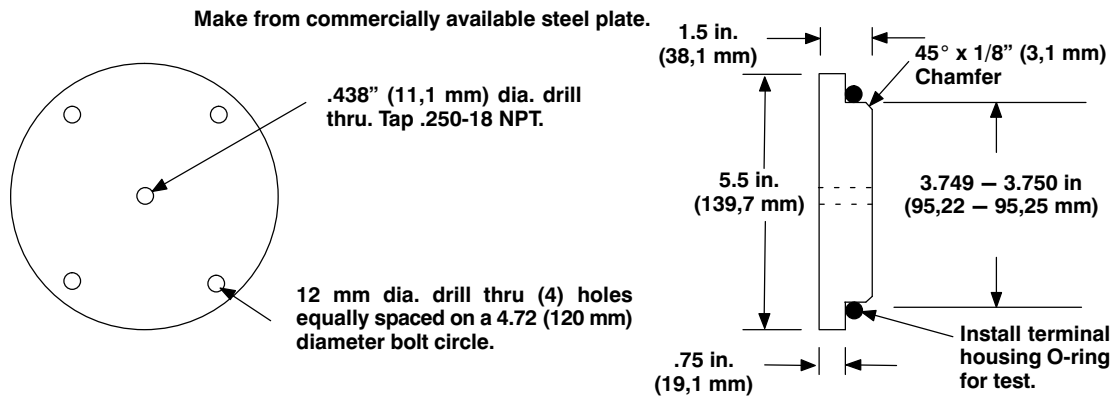 Make from commercially available steel plate.
1.5 in.
(38,1 mm)
45° x 1/8” (3,1 mm)
Chamfer
.438” (11,1 mm) dia. drill
thru. Tap .250-18 NPT.
5.5 in.
(139,7 mm)
3.749 – 3.750 in
(95,22 – 95,25 mm)
12 mm dia. drill thru (4) holes
equally spaced on a 4.72 (120 mm)
diameter bolt circle.
.75 in.
(19,1 mm)
Install terminal
housing O-ring
for test.